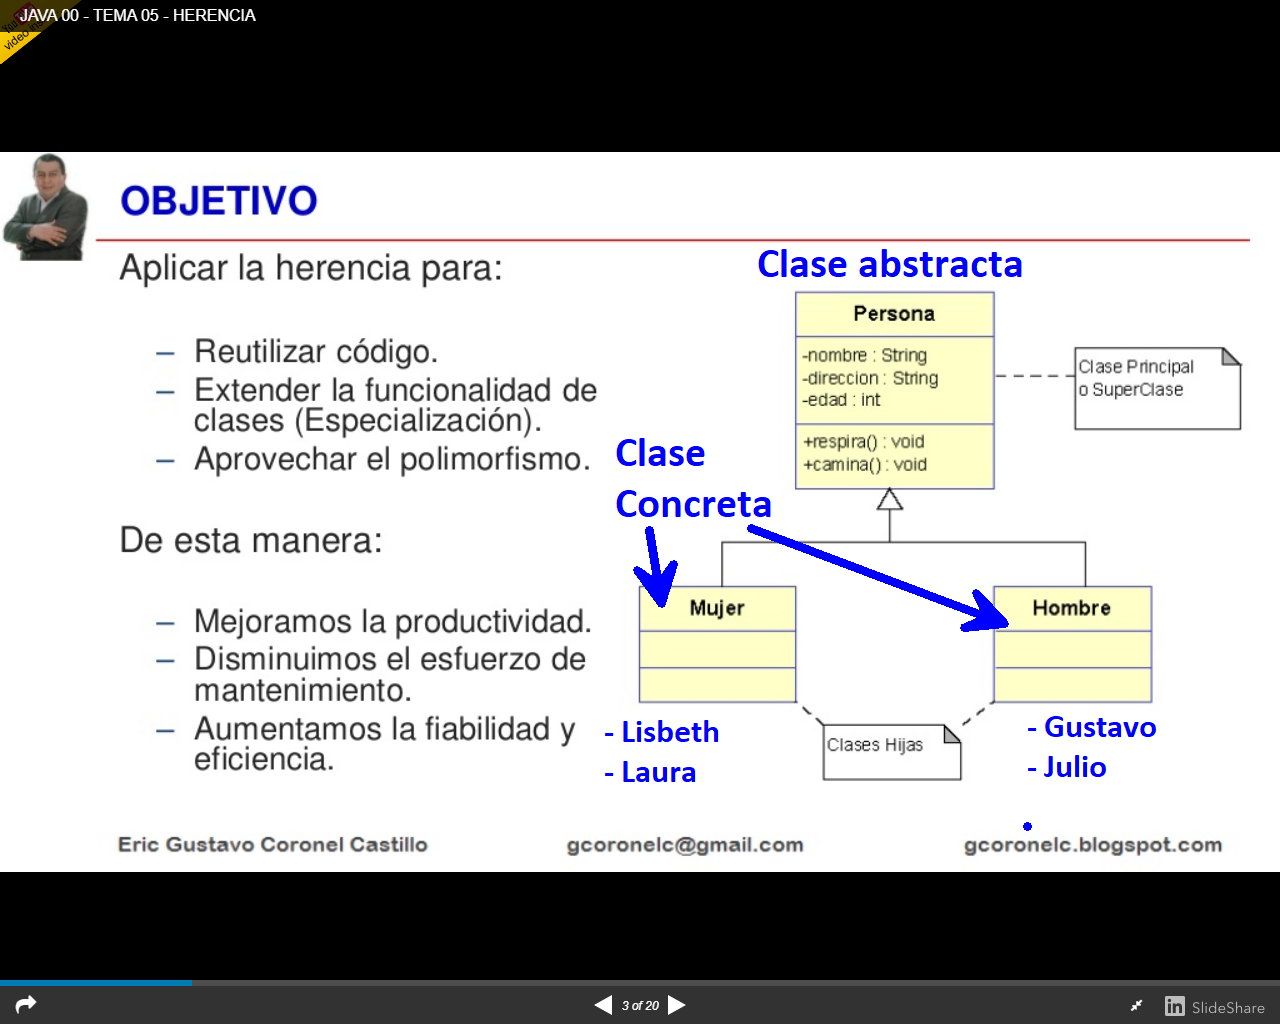 JAVA 00 - TEMA 05 - HERENCIA
You
video in
OBJETIVO
Aplicar la herencia para:
– Reutilizar código.
– Extender la funcionalidad de
clases (Especialización).
– Aprovechar el polimorfismo.
De esta manera:
– Mejoramos la productividad.
– Disminuimos el esfuerzo de
mantenimiento.
– Aumentamos la fiabilidad y
eficiencia.
Clase abstracta
Persona
-nombre : String
-direccion : String
-edad : int
+respira() : void
+camina() : void
Clase Principal
o SuperClase
Clase
Concreta
Mujer
Hombre
- Lisbeth
- Laura
Clases Hijas
- Gustavo
- Julio
Eric Gustavo Coronel Castillo
gcoronelc@gmail.com
gcoronelc.blogspot.com
3 of 20
in SlideShare